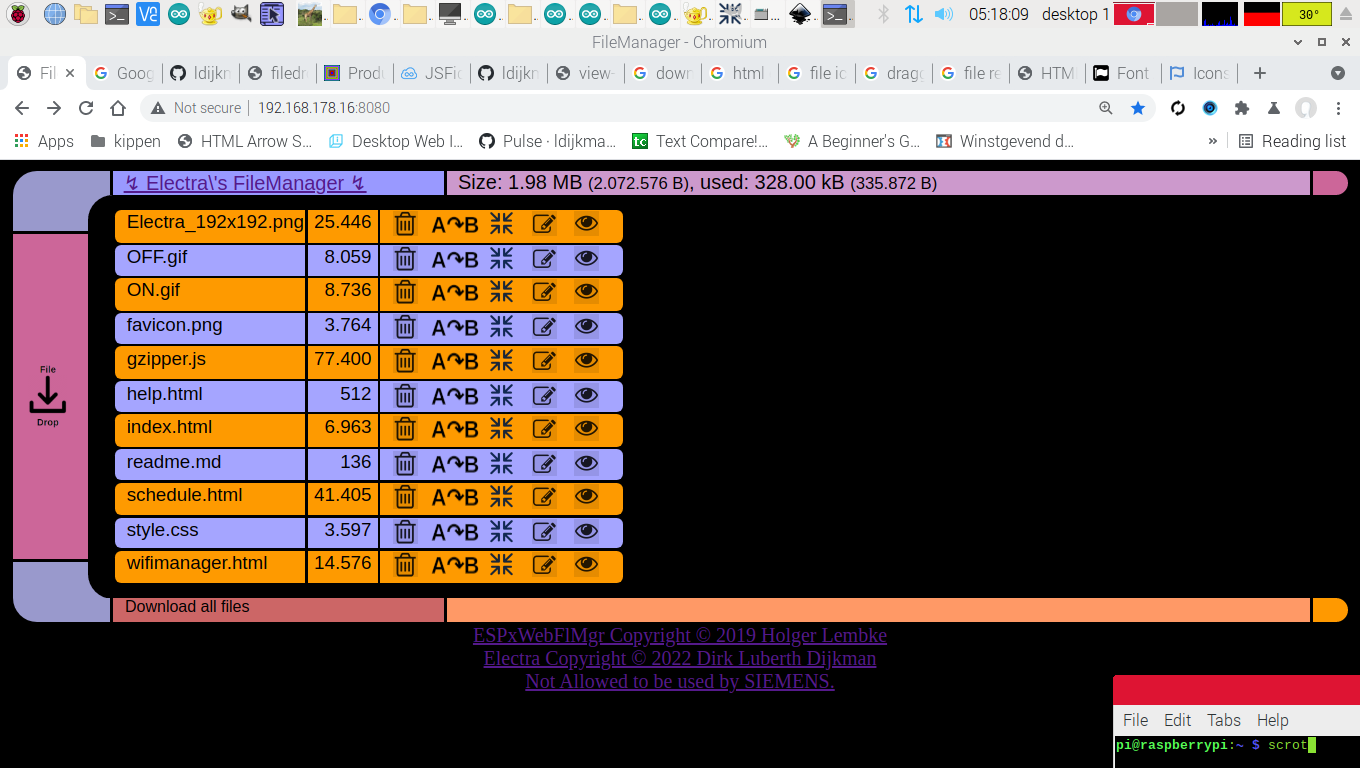 05:18:09 desktop 1 30°
FileManager - Chromium
Fil Goog ldijkn filedr Produ JSFid ldijkn view- down html file ic dragg file re HTM Font Icons
Not secure 192.168.178.16:8080
Apps kippen HTML Arrow S... Desktop Web I... Pulse · ldijkma... Text Compare!... A Beginner's G... Winstgevend d... » Reading list
↯ Electra\'s FileManager ↯ Size: 1.98 MB (2.072.576 B), used: 328.00 kB (335.872 B)
Electra_192x192.png 25.446 A↷B
OFF.gif 8.059 A↷B
ON.gif 8.736 A↷B
favicon.png 3.764 A↷B
gzipper.js 77.400 A↷B
File
Drop
help.html 512 A↷B
index.html 6.963 A↷B
readme.md 136 A↷B
schedule.html 41.405 A↷B
style.css 3.597 A↷B
wifimanager.html 14.576 A↷B
Download all files
ESPxWebFlMgr Copyright © 2019 Holger Lembke
Electra Copyright © 2022 Dirk Luberth Dijkman
Not Allowed to be used by SIEMENS.
File Edit Tabs Help
pi@raspberrypi:~ $ scrot